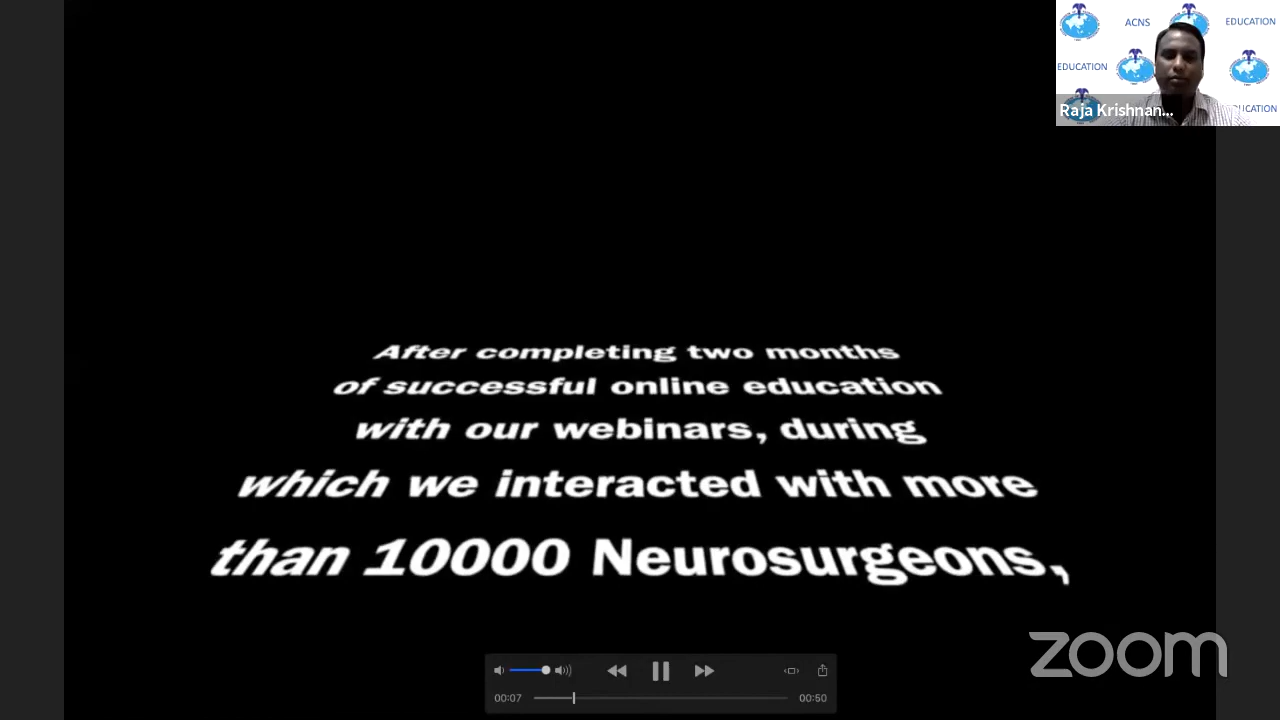 ACNS
EDUCATION
EDUCATION
Raja Krishnan...
UCATION
After completing two months
of successful online education
with our webinars, during
which we interacted with more
than 10000 Neurosurgeons,
zoom
00:07
00:50